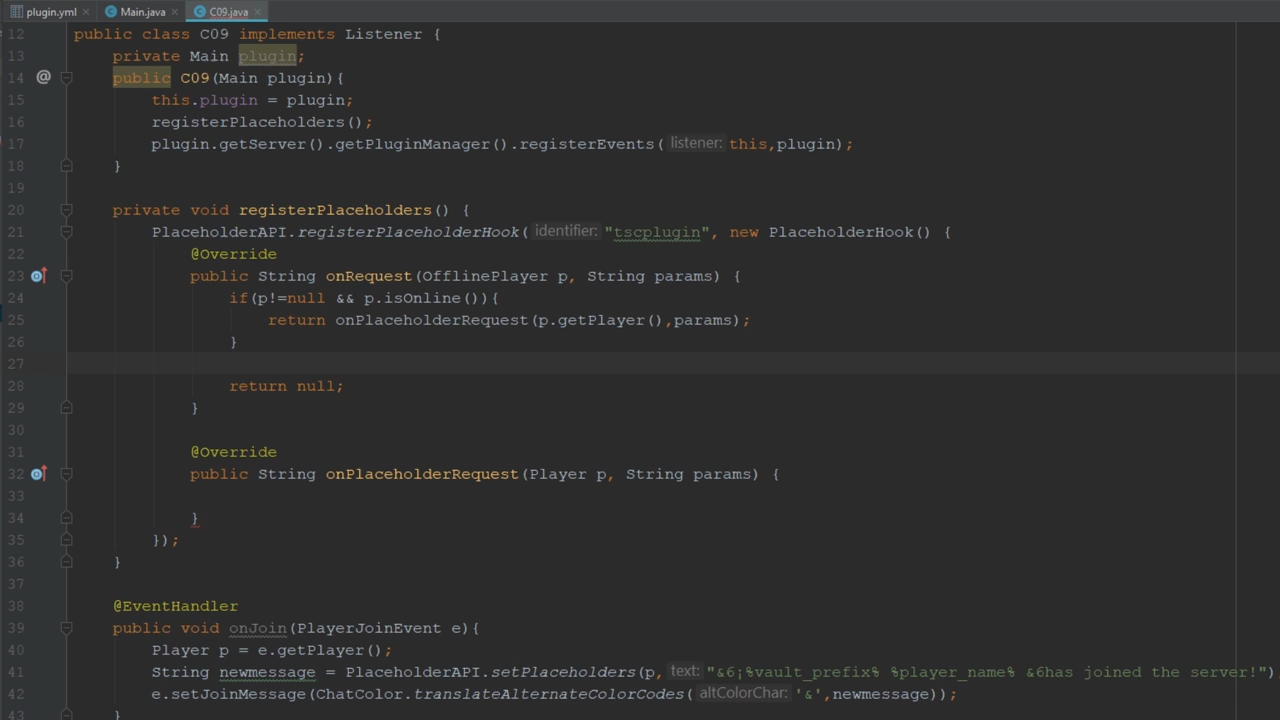 plugin.yml × Main.java × C09.java ×
12 public class C09 implements Listener {
13 private Main plugin;
14 @ public C09(Main plugin){
15 this.plugin = plugin;
16 registerPlaceholders();
17 plugin.getServer().getPluginManager().registerEvents( listener: this,plugin);
18 }
19
20 private void registerPlaceholders() {
21 PlaceholderAPI.registerPlaceholderHook( identifier: "tscplugin", new PlaceholderHook() {
22 @Override
23 public String onRequest(OfflinePlayer p, String params) {
24 if(p!=null && p.isOnline()){
25 return onPlaceholderRequest(p.getPlayer(),params);
26 }
27
28 return null;
29 }
30
31 @Override
32 public String onPlaceholderRequest(Player p, String params) {
33
34 }
35 });
36 }
37
38 @EventHandler
39 public void onJoin(PlayerJoinEvent e){
40 Player p = e.getPlayer();
41 String newmessage = PlaceholderAPI.setPlaceholders(p, text: "&6¡%vault_prefix% %player_name% &6has joined the server!")
42 e.setJoinMessage(ChatColor.translateAlternateColorCodes( altColorChar: '&',newmessage));
43 }